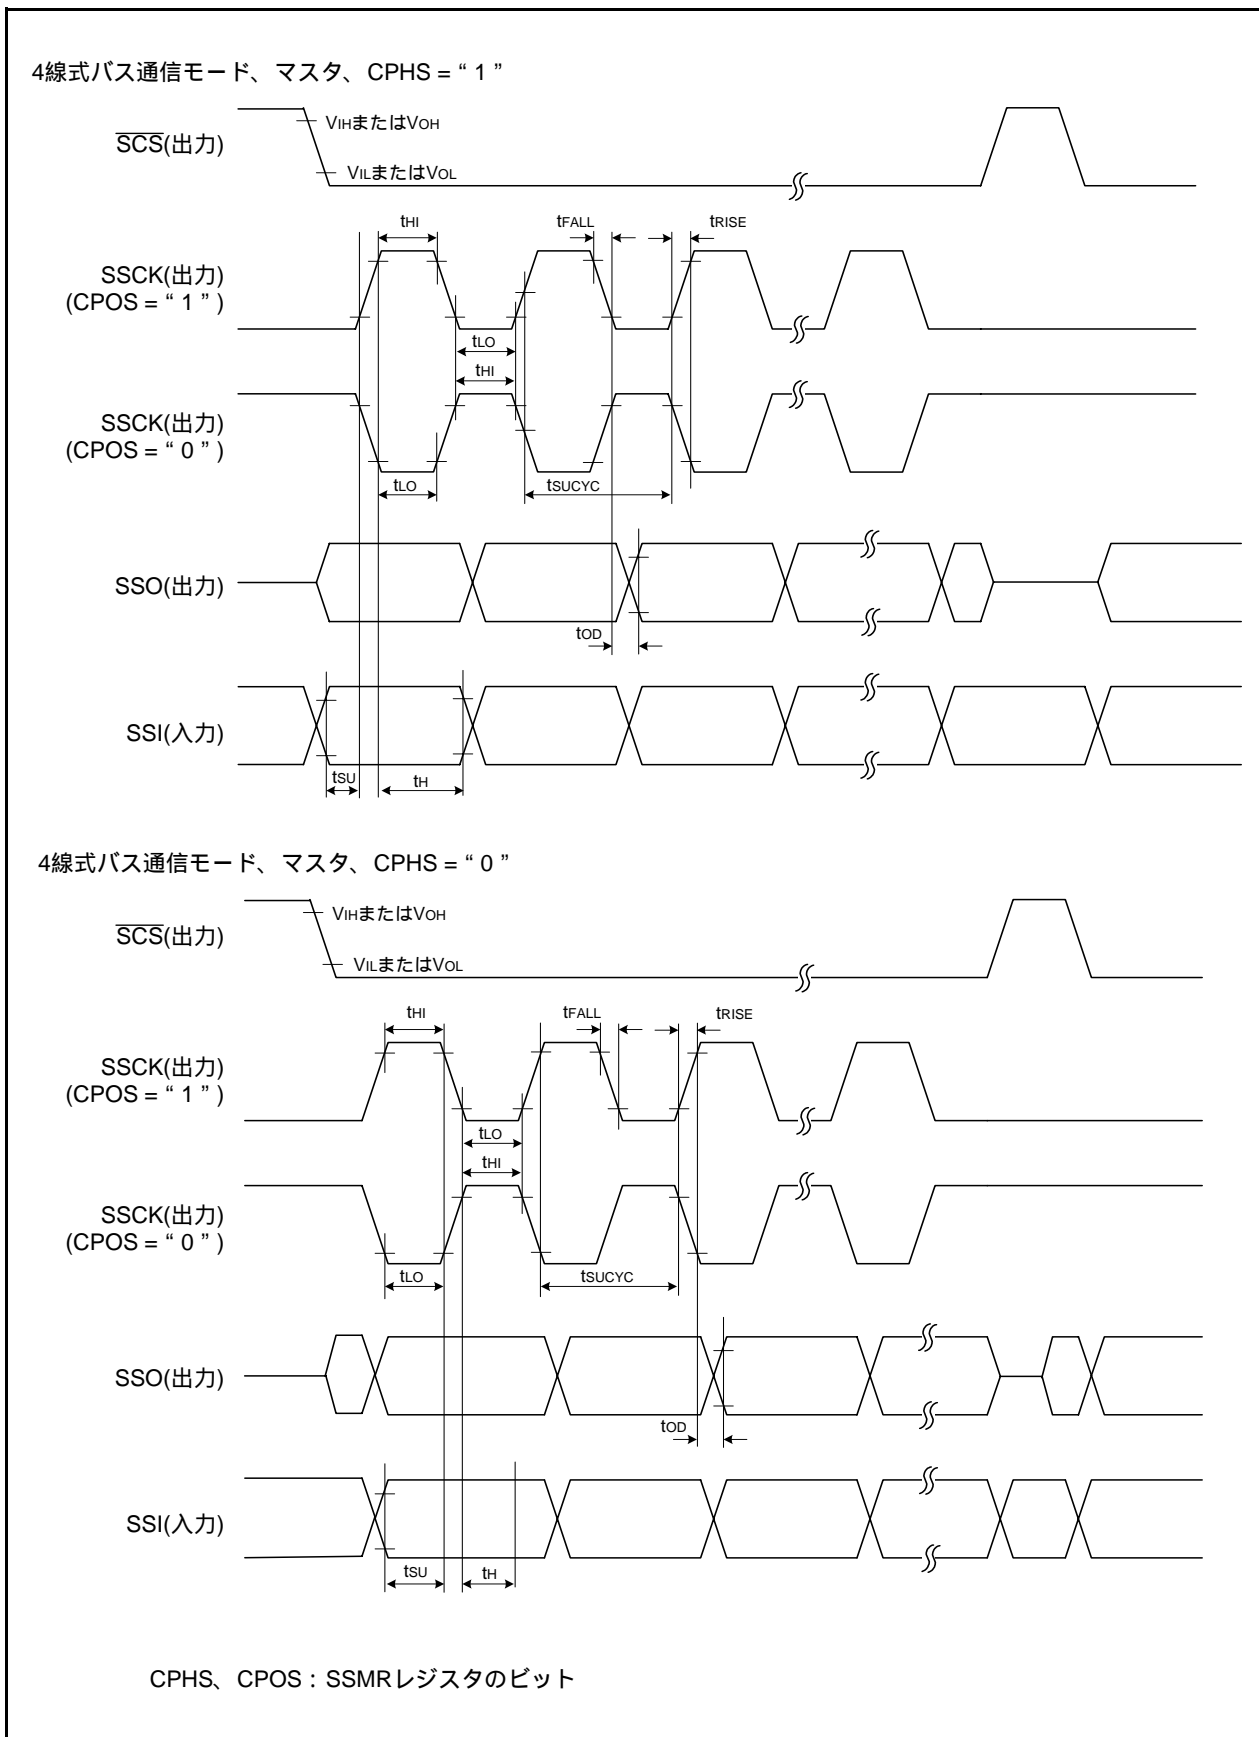 4線式バス通信モード、マスタ、CPHS = “ 1 ”
SCS(出力)
VIHまたはVOH
VILまたはVOL
tHI
tFALL
tRISE
SSCK(出力)
(CPOS = “ 1 ” )
tLO
tHI
SSCK(出力)
(CPOS = “ 0 ” )
tLO
tSUCYC
SSO(出力)
tOD
SSI(入力)
tSU
tH
4線式バス通信モード、マスタ、CPHS = “ 0 ”
SCS(出力)
VIHまたはVOH
VILまたはVOL
tHI
tFALL
tRISE
SSCK(出力)
(CPOS = “ 1 ” )
tLO
tHI
SSCK(出力)
(CPOS = “ 0 ” )
tLO
tSUCYC
SSO(出力)
tOD
SSI(入力)
tSU
tH
CPHS、CPOS：SSMRレジスタのビット